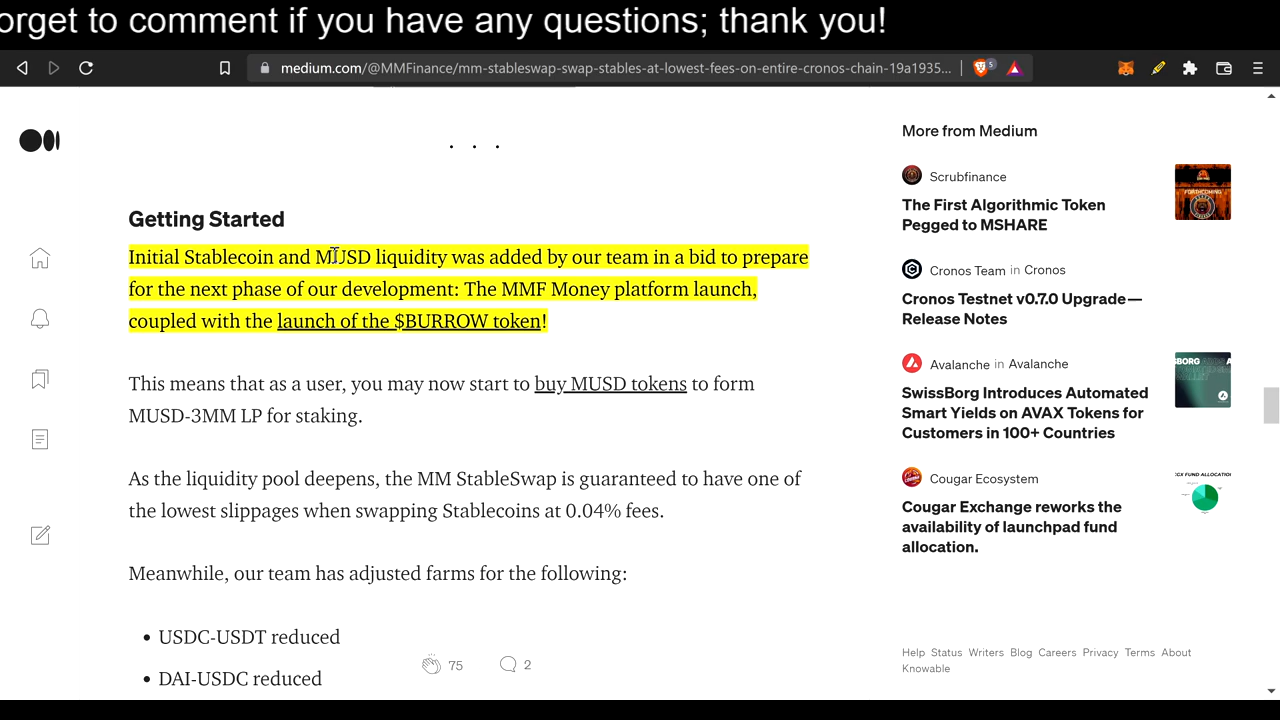 orget to comment if you have any questions; thank you!
medium.com/@MMFinance/mm-stableswap-swap-stables-at-lowest-fees-on-entire-cronos-chain-19a1935...
5
More from Medium
Scrubfinance
The First Algorithmic Token
Pegged to MSHARE
Cronos Team in Cronos
Cronos Testnet v0.7.0 Upgrade—
Release Notes
Avalanche in Avalanche
SwissBorg Introduces Automated
Smart Yields on AVAX Tokens for
Customers in 100+ Countries
Cougar Ecosystem
Cougar Exchange reworks the
availability of launchpad fund
allocation.
Help Status Writers Blog Careers Privacy Terms About
Knowable
. . .
Getting Started
Initial Stablecoin and MUSD liquidity was added by our team in a bid to prepare
for the next phase of our development: The MMF Money platform launch,
coupled with the launch of the $BURROW token!
This means that as a user, you may now start to buy MUSD tokens to form
MUSD-3MM LP for staking.
As the liquidity pool deepens, the MM StableSwap is guaranteed to have one of
the lowest slippages when swapping Stablecoins at 0.04% fees.
Meanwhile, our team has adjusted farms for the following:
• USDC-USDT reduced
• DAI-USDC reduced
75
2